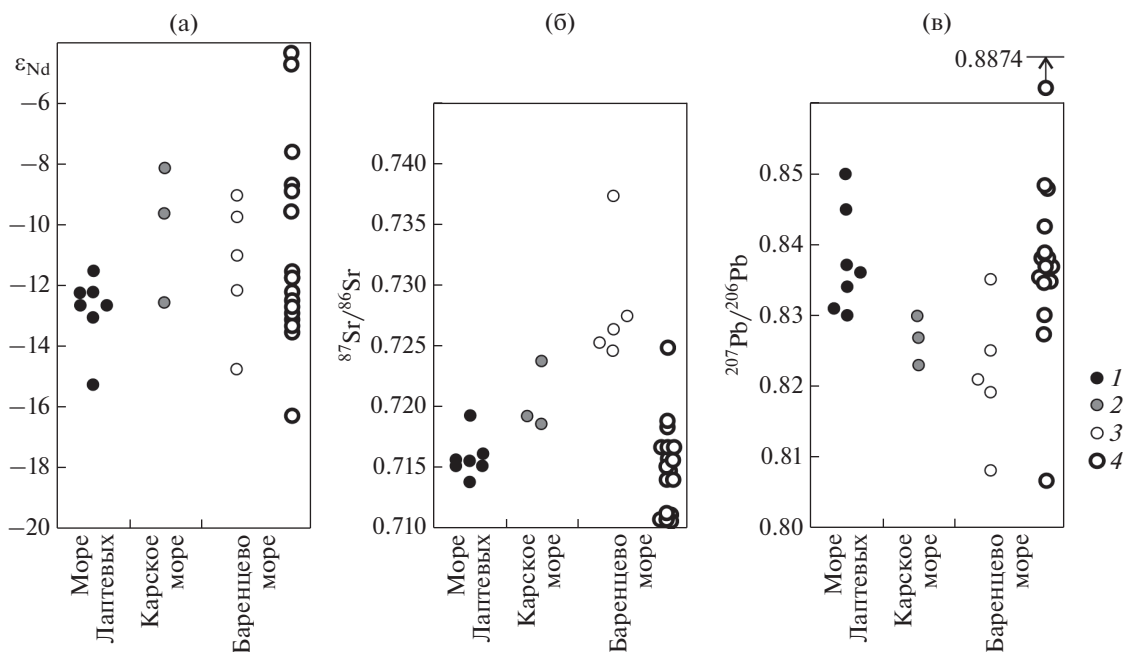 (а)
εNd
−6
−8
−10
−12
−14
−16
−18
−20
Море
Лаптевых
Карское
море
Баренцево
море
(б)
87Sr/86Sr
0.740
0.735
0.730
0.725
0.720
0.715
0.710
Море
Лаптевых
Карское
море
Баренцево
море
(в)
0.8874
207Pb/206Pb
0.85
0.84
0.83
0.82
0.81
0.80
Море
Лаптевых
Карское
море
Баренцево
море
1
2
3
4